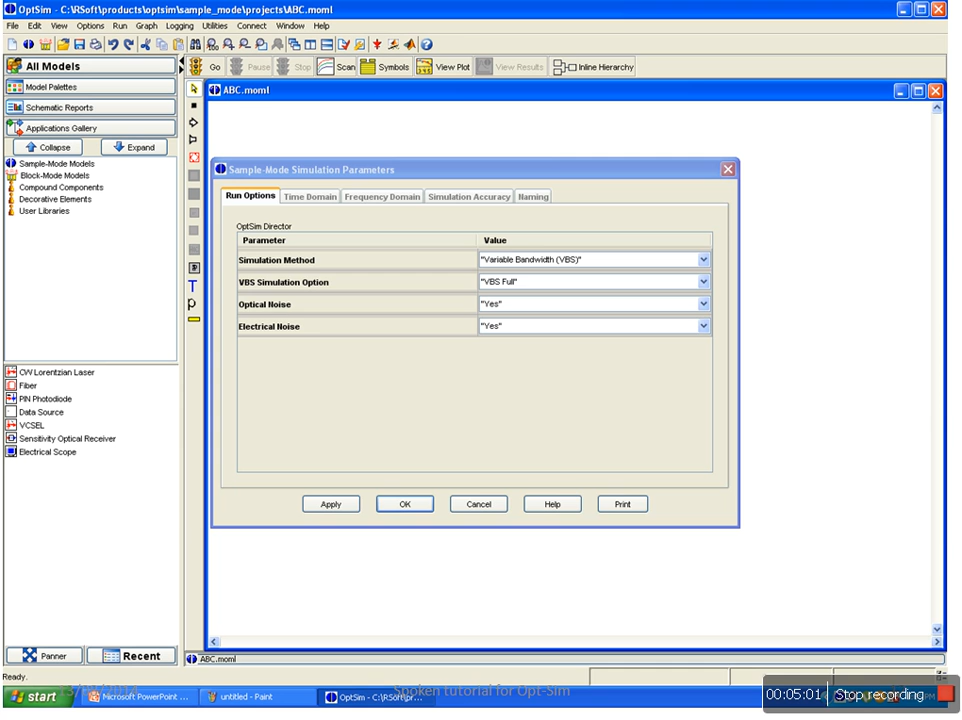 OptSim - C:\RSoft\products\optsim\sample_mode\projects\ABC.moml
File Edit View Options Run Graph Logging Utilities Connect Window Help
All Models
Model Palettes
Schematic Reports
Applications Gallery
Collapse Expand
Sample-Mode Models
Block-Mode Models
Compound Components
Decorative Elements
User Libraries
CW Lorentzian Laser
Fiber
PIN Photodiode
Data Source
VCSEL
Sensitivity Optical Receiver
Electrical Scope
Panner Recent
Go Pause Stop Scan Symbols View Plot View Results Inline Hierarchy
ABC.moml
Sample-Mode Simulation Parameters
Run Options Time Domain Frequency Domain Simulation Accuracy Naming
OptSim Director
Parameter Value
Simulation Method "Variable Bandwidth (VBS)"
VBS Simulation Option "VBS Full"
Optical Noise "Yes"
Electrical Noise "Yes"
Apply OK Cancel Help Print
ABC.moml
Ready.
start Microsoft PowerPoint ... untitled - Paint OptSim - C:\RSoft\pr...
Spoken tutorial for Opt-Sim
00:05:01 Stop recording